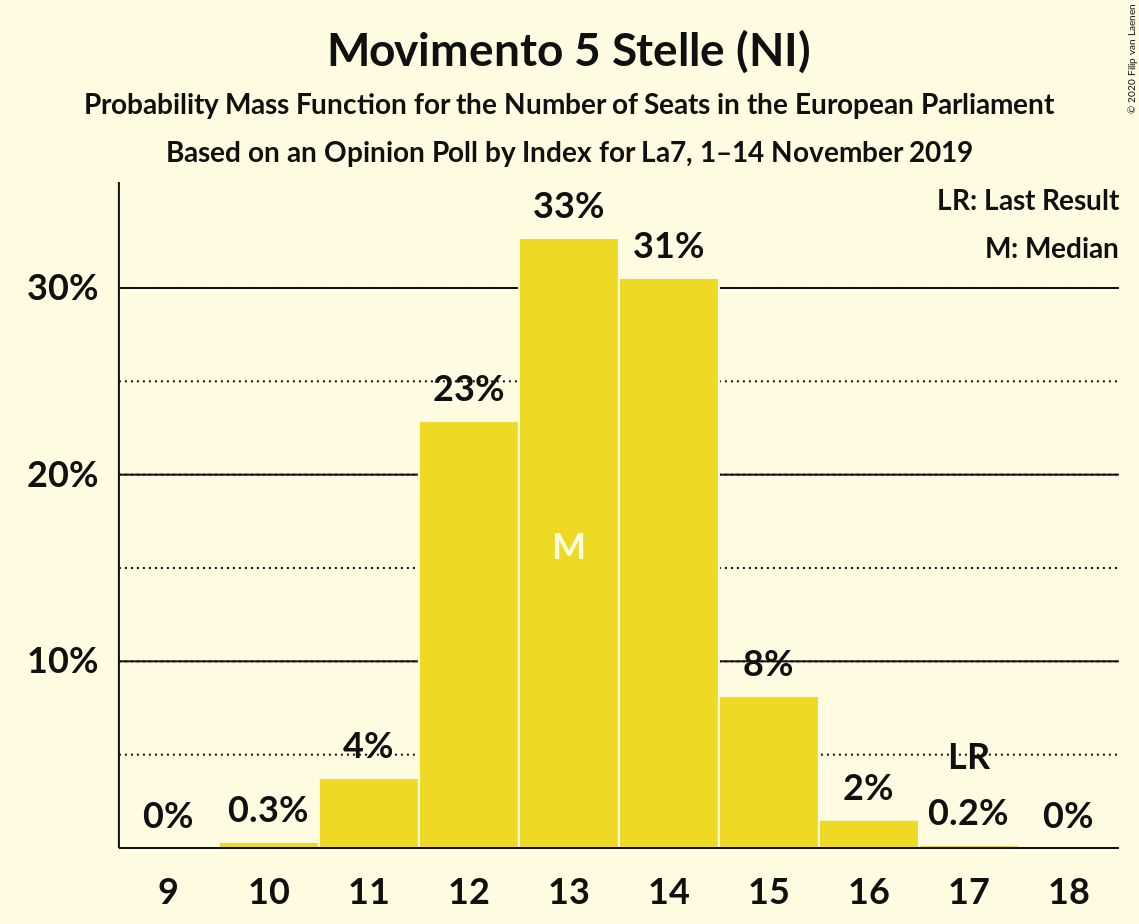 Movimento 5 Stelle (NI)
Probability Mass Function for the Number of Seats in the European Parliament
Based on an Opinion Poll by Index for La7, 1–14 November 2019
© 2020 Filip van Laenen
LR: Last Result
M: Median
33%
31%
30%
23%
20%
M
10%
8%
4%
LR
2%
0%
0.3%
0.2%
0%
9 10 11 12 13 14 15 16 17 18